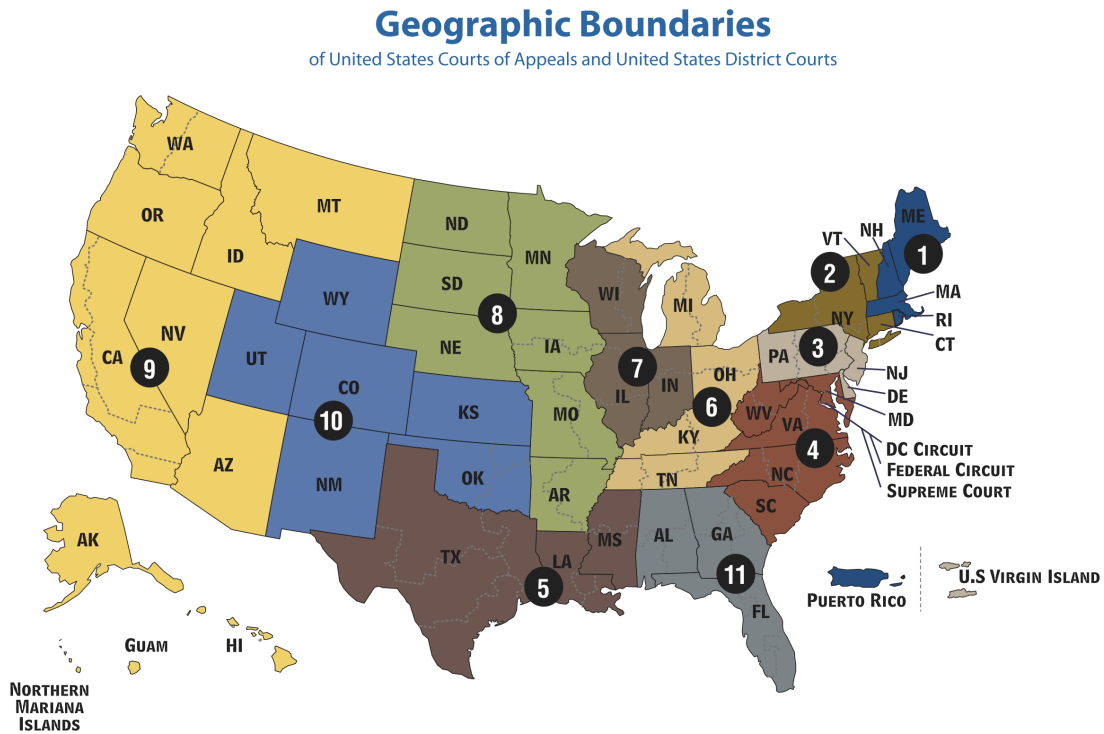 Geographic Boundaries
of United States Courts of Appeals and United States District Courts
WA
OR
MT
ID
ND
MN
SD
WY
NE
IA
WI
MI
ME
NH
VT
1
2
MA
RI
CT
NY
3
PA
NJ
DE
MD
DC Circuit
Federal Circuit
Supreme Court
NV
CA
9
UT
CO
10
KS
MO
8
7
IL
IN
OH
6
KY
WV
VA
4
NC
TN
SC
AZ
NM
OK
AR
TX
LA
5
MS
AL
GA
11
FL
AK
HI
Guam
Northern
Mariana
Islands
Puerto Rico
U.S Virgin Island